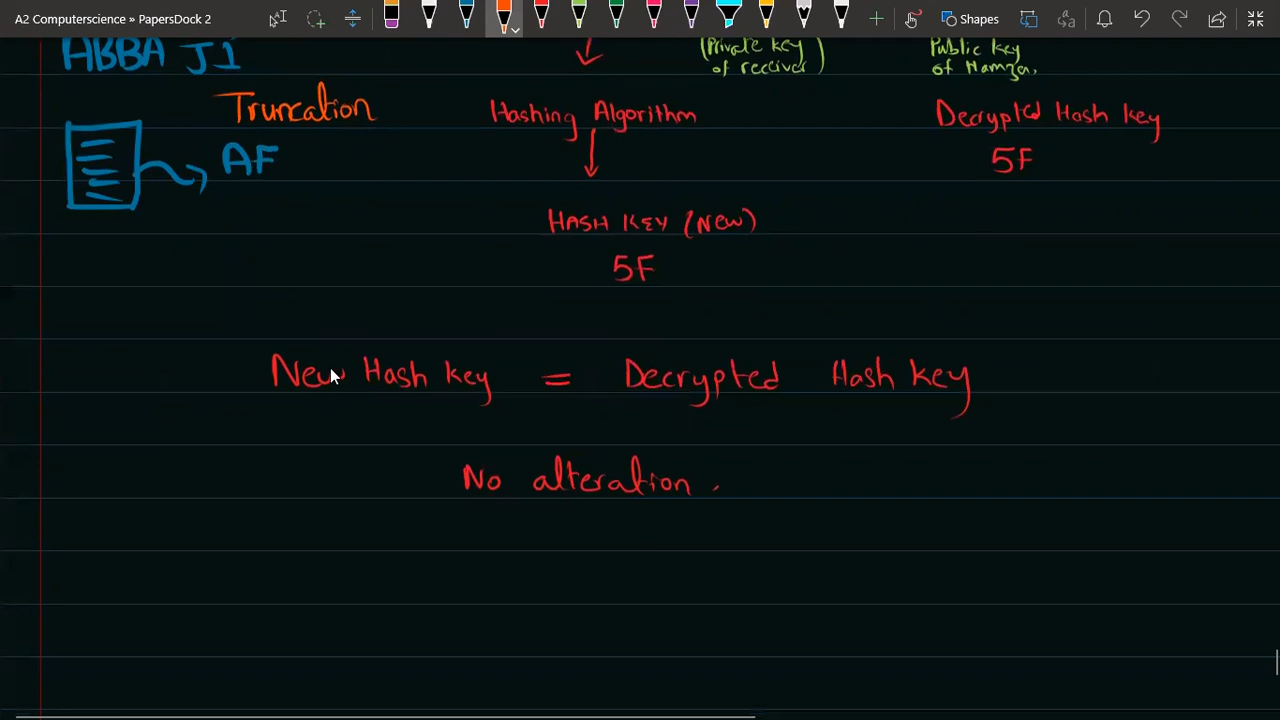 A2 Computerscience » PapersDock 2
Shapes
ABBA J1
(Private key
of receiver)
Public key
of Hamza.
Truncation
Hashing Algorithm
Decrypted Hash key
AF
5F
HASH KEY (NEW)
5F
New Hash key = Decrypted Hash key
No alteration.